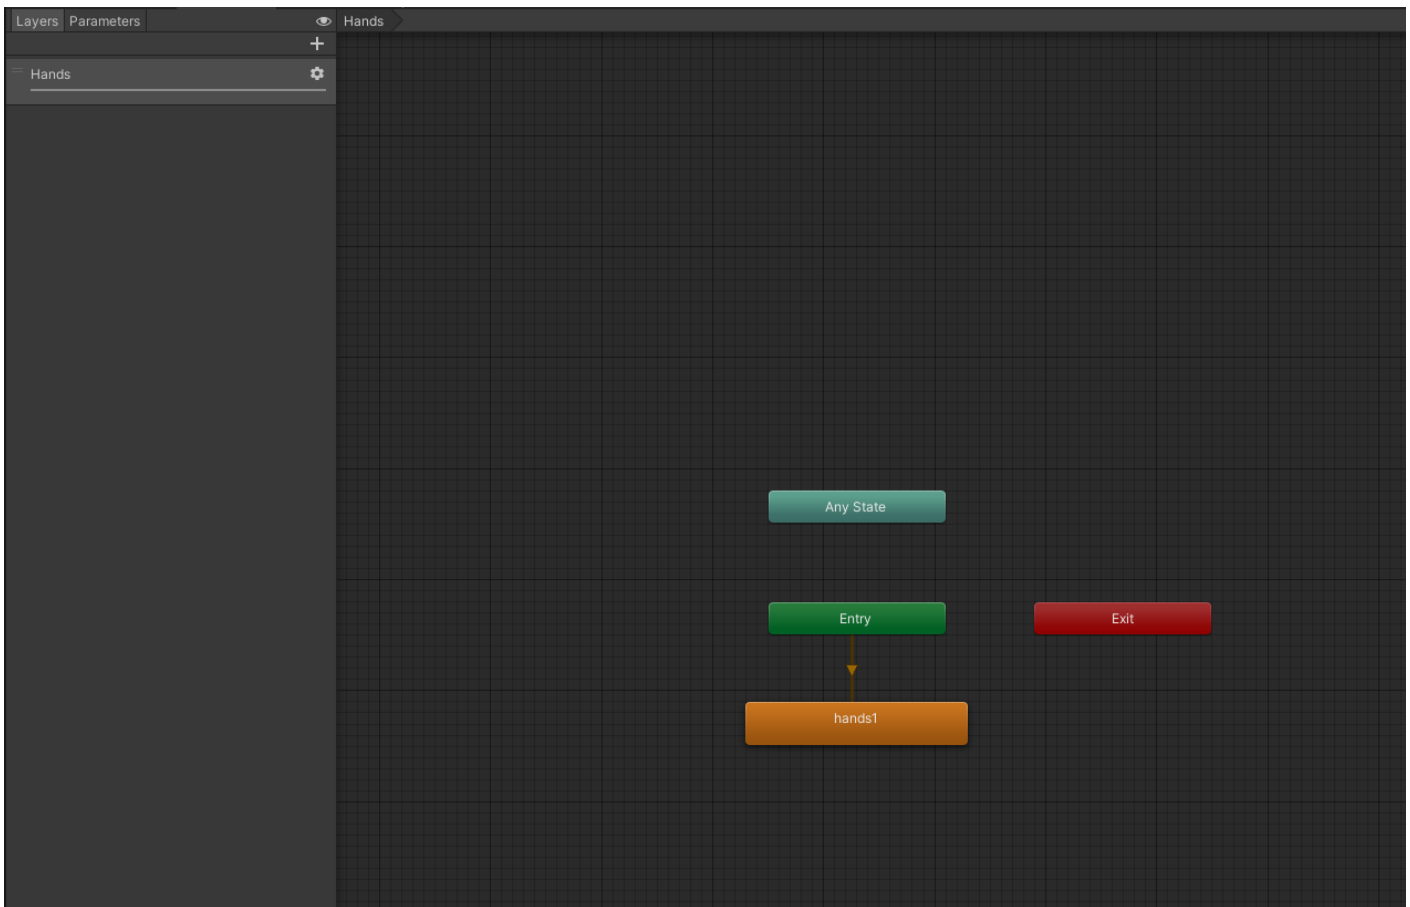 Layers Parameters
Hands
Hands
Any State
Entry
Exit
hands1